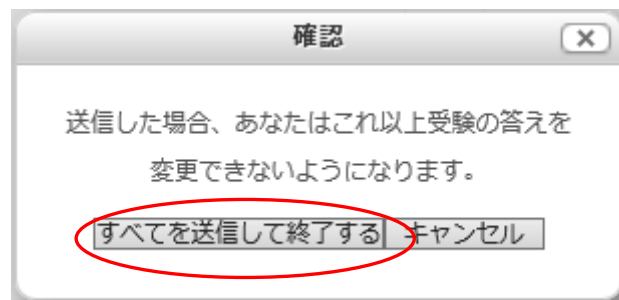 確認
送信した場合、あなたはこれ以上受験の答えを
変更できないようになります。
すべてを送信して終了する キャンセル